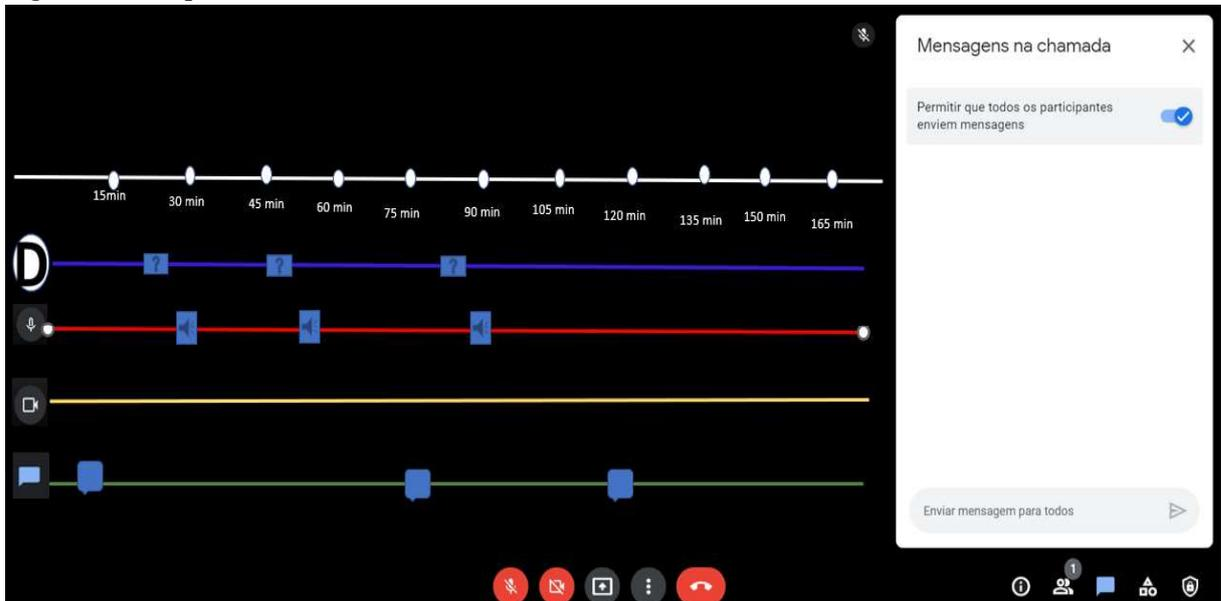 Mensagens na chamada
Permitir que todos os participantes
enviem mensagens
15min
30 min
45 min
60 min
75 min
90 min
105 min
120 min
135 min
150 min
165 min
D
?
?
?
Enviar mensagem para todos
1